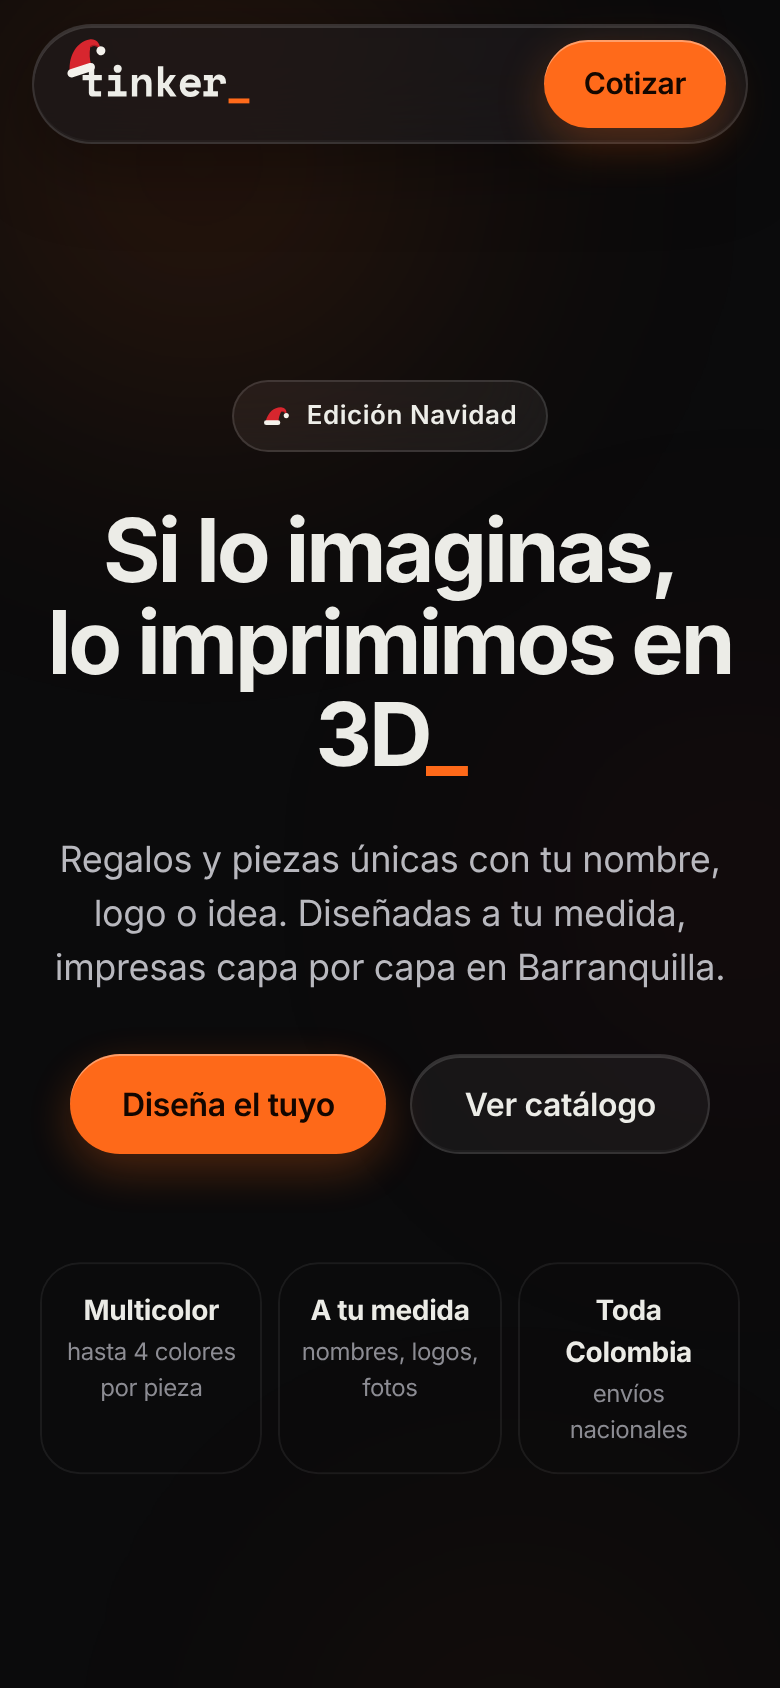 tinker_
Cotizar
Edición Navidad
Si lo imaginas,
lo imprimimos en
3D_
Regalos y piezas únicas con tu nombre,
logo o idea. Diseñadas a tu medida,
impresas capa por capa en Barranquilla.
Diseña el tuyo
Ver catálogo
Multicolor
hasta 4 colores
por pieza
A tu medida
nombres, logos,
fotos
Toda
Colombia
envíos
nacionales